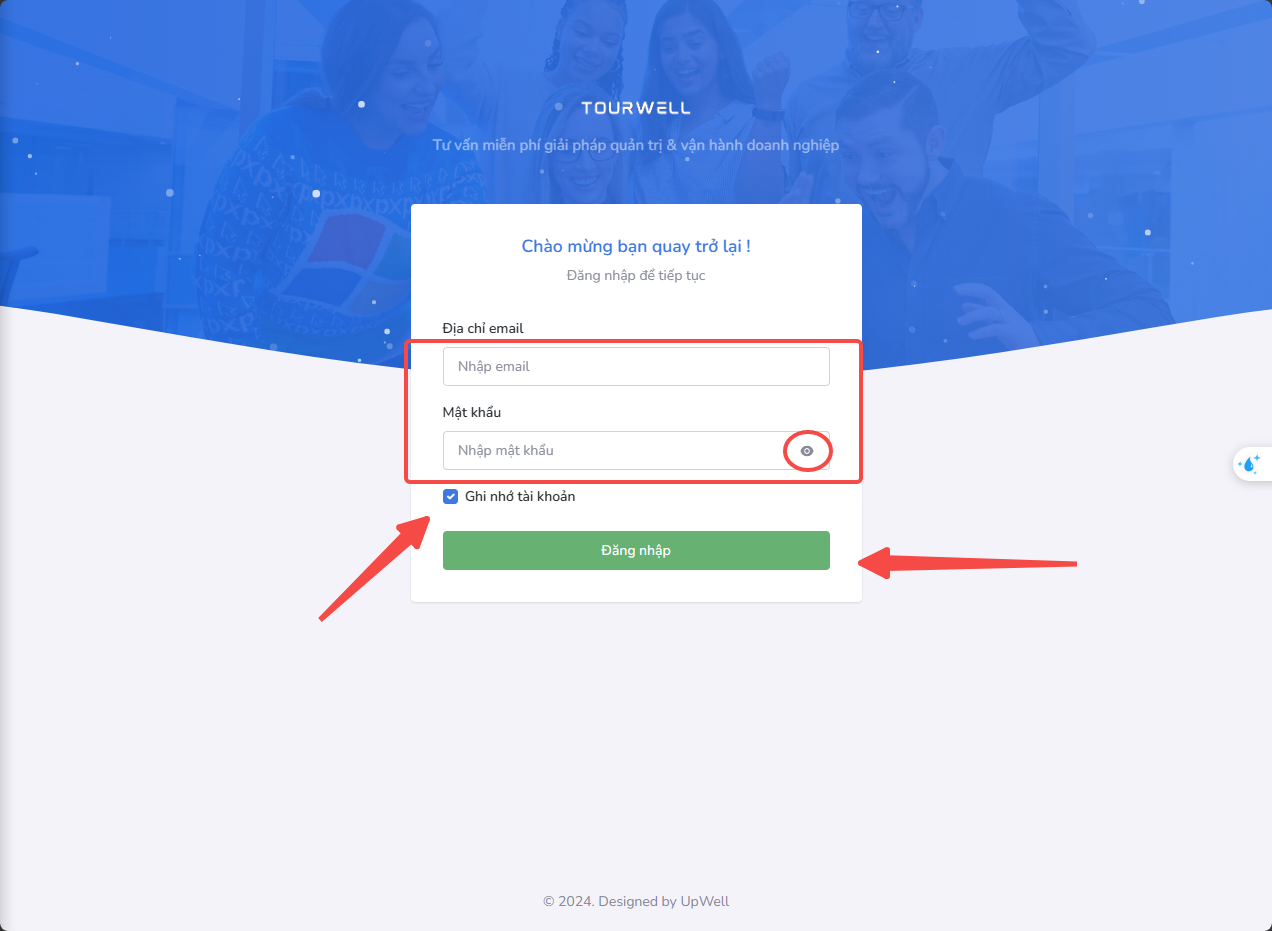 TOURWELL
Tư vấn miễn phí giải pháp quản trị & vận hành doanh nghiệp
Chào mừng bạn quay trở lại !
Đăng nhập để tiếp tục
Địa chỉ email
Nhập email
Mật khẩu
Nhập mật khẩu
Ghi nhớ tài khoản
Đăng nhập
© 2024. Designed by UpWell